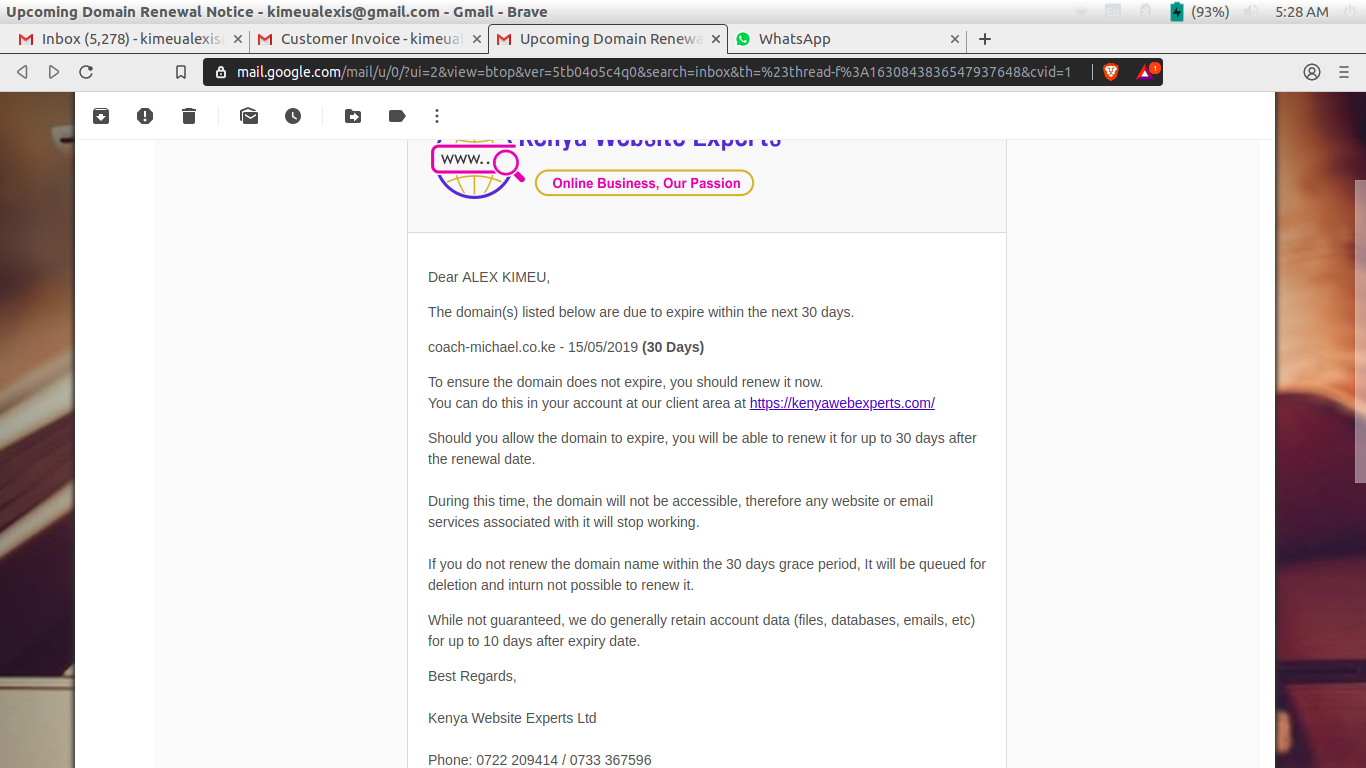 Upcoming Domain Renewal Notice - kimeualexis@gmail.com - Gmail - Brave
En
(93%)
5:28 AM
Inbox (5,278) - kimeualexis
Customer Invoice - kimeual
Upcoming Domain Renewa
WhatsApp
mail.google.com/mail/u/0/?ui=2&view=btop&ver=5tb04o5c4q0&search=inbox&th=%23thread-f%3A1630843836547937648&cvid=1
1
Kenya Website Experts
www..
Online Business, Our Passion
Dear ALEX KIMEU,
The domain(s) listed below are due to expire within the next 30 days.
coach-michael.co.ke - 15/05/2019 (30 Days)
To ensure the domain does not expire, you should renew it now.
You can do this in your account at our client area at https://kenyawebexperts.com/
Should you allow the domain to expire, you will be able to renew it for up to 30 days after
the renewal date.
During this time, the domain will not be accessible, therefore any website or email
services associated with it will stop working.
If you do not renew the domain name within the 30 days grace period, It will be queued for
deletion and inturn not possible to renew it.
While not guaranteed, we do generally retain account data (files, databases, emails, etc)
for up to 10 days after expiry date.
Best Regards,
Kenya Website Experts Ltd
Phone: 0722 209414 / 0733 367596